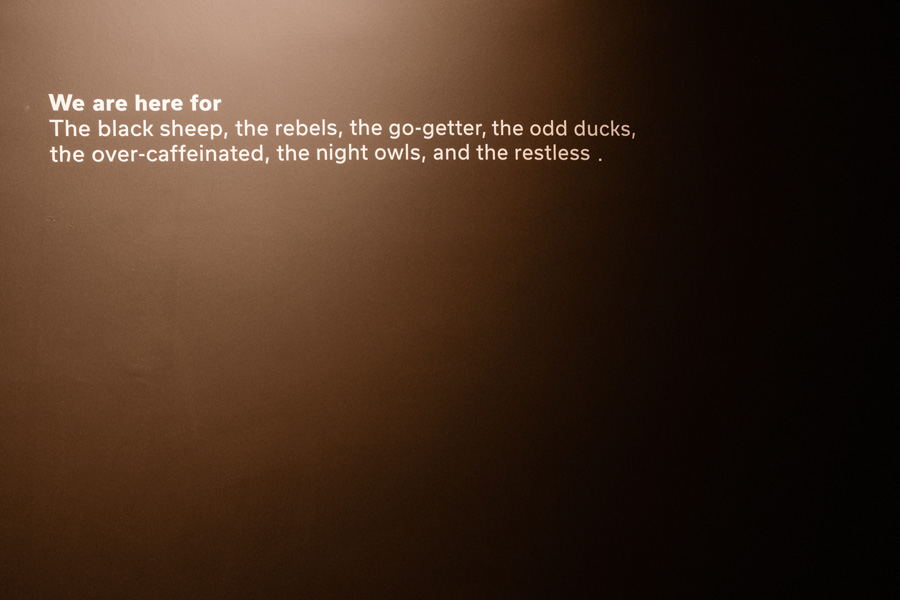 We are here for
The black sheep, the rebels, the go-getter, the odd ducks,
the over-caffeinated, the night owls, and the restless .